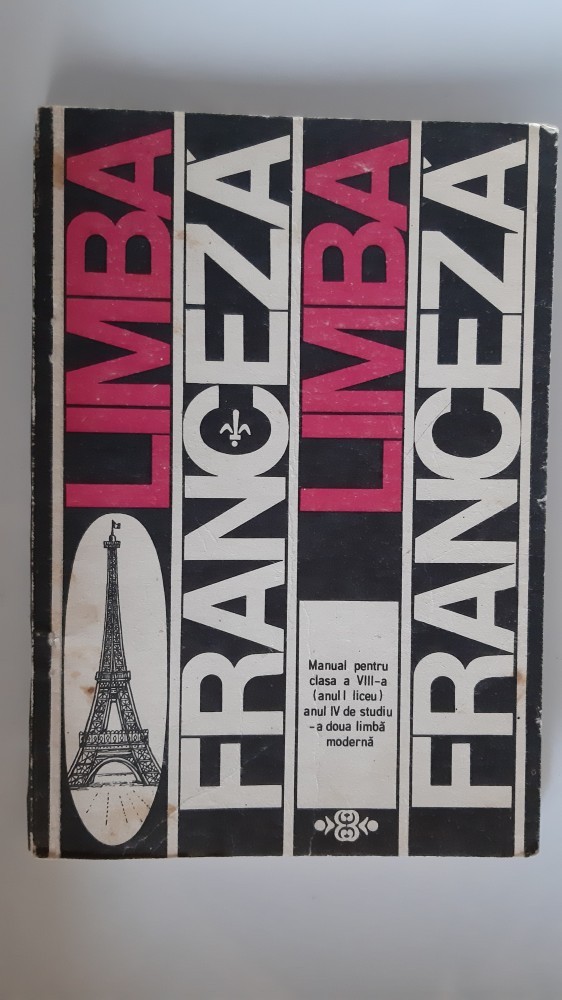 LIMBA
FRANCEZĂ
LIMBA
FRANCEZĂ
Manual pentru
clasa a VIII-a
(anul I liceu)
anul IV de studiu
-a doua limbă
modernă